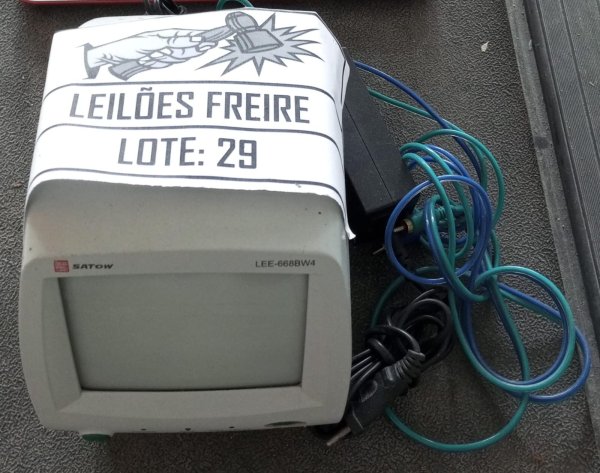 LEILÕES FREIRE
LOTE: 29
SATOW
LEE-668BW4